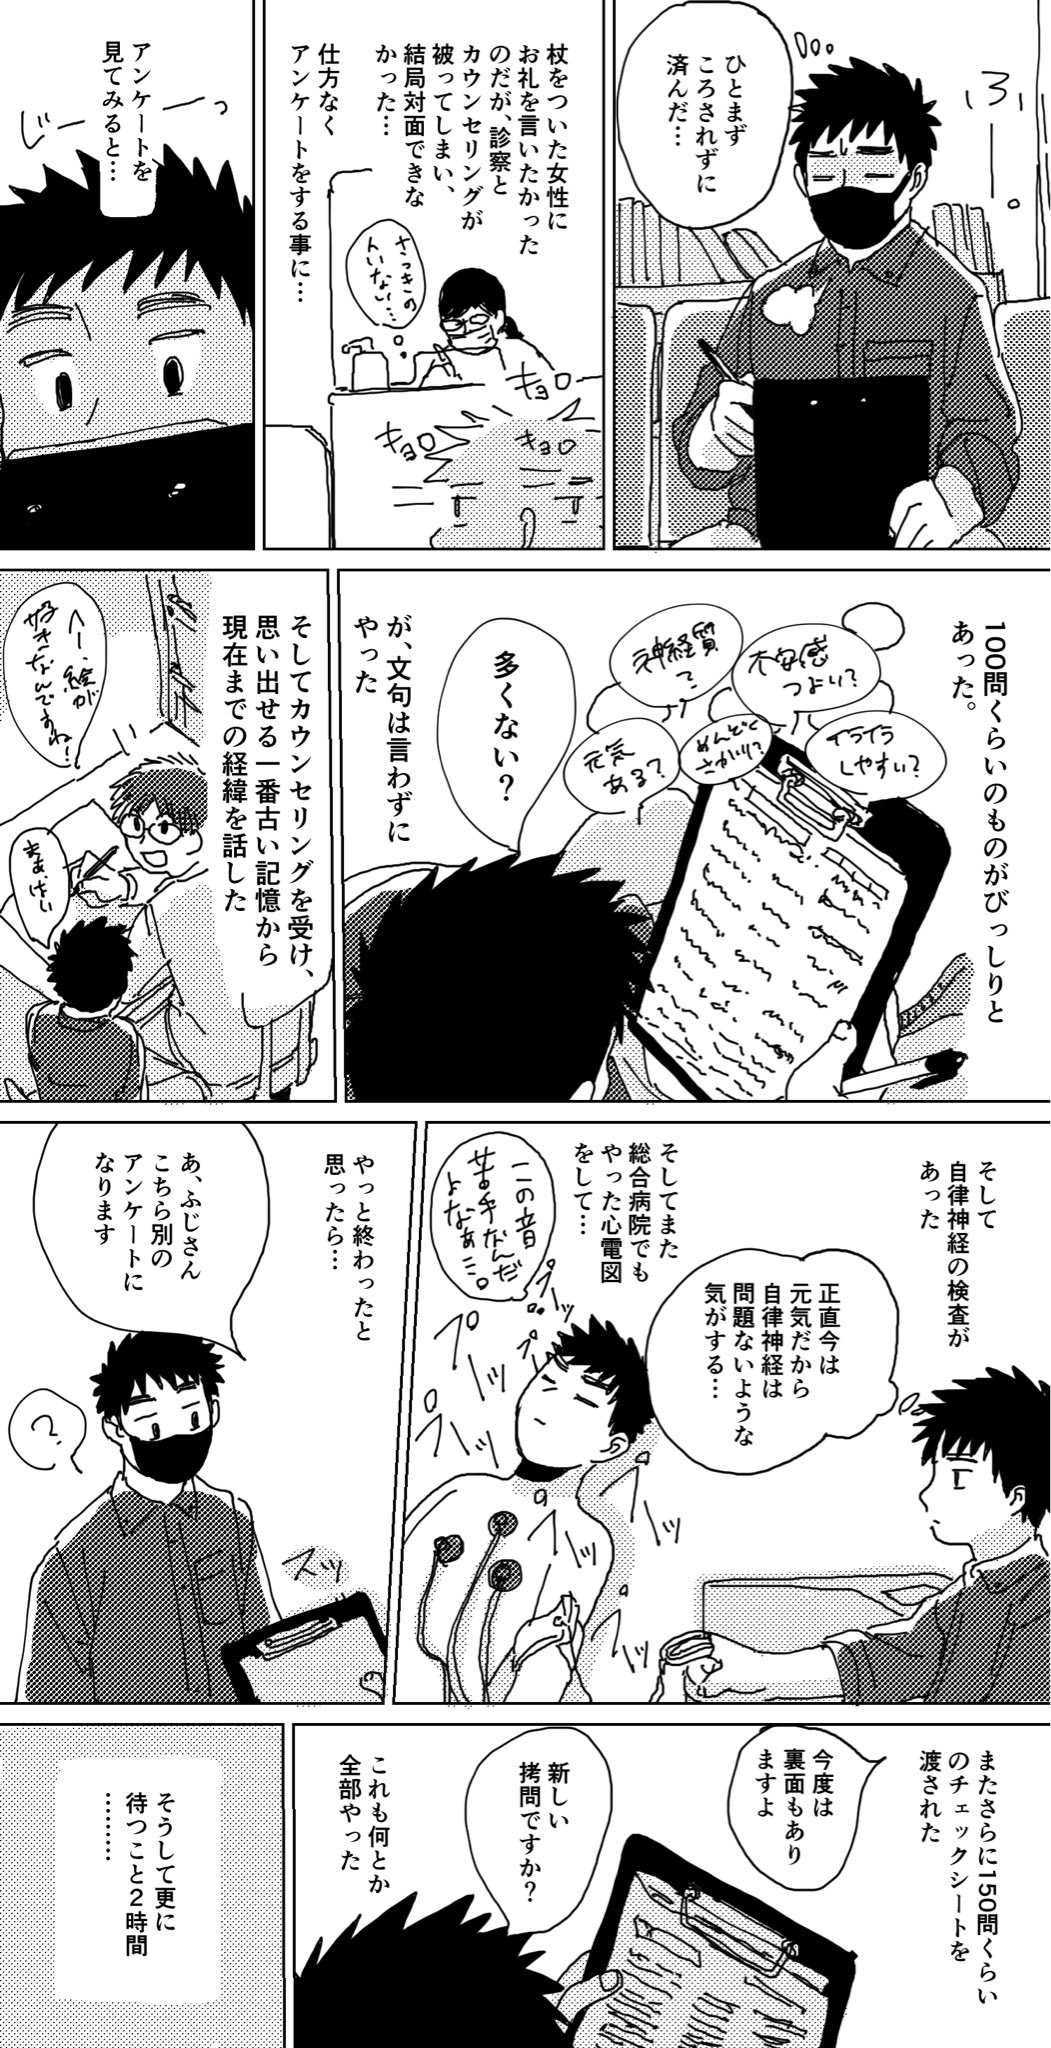 ふー
。
ひとまず
ころされずに
済んだ…
杖をついた女性に
お礼を言いたかった
のだが、診察と
カウンセリングが
被ってしまい、
結局対面できな
かった…
さっきの
人いない…
キョロ
キョロ
キョロ
仕方なく
アンケートをする事に…
アンケートを
見てみると…
じーーっ
100問くらいのものがびっしりと
あった。
不安感
つよい?
イライラ
しやすい?
神経質
?
めんどく
さがり?
元気
ある?
多くない?
が、文句は言わずに
やった
そしてカウンセリングを受け、
思い出せる一番古い記憶から
現在までの経緯を話した
へー、絵が
好きなんですね!
まあ、はい
そして
自律神経の検査が
あった
正直今は
元気だから
自律神経は
問題ないような
気がする…
そしてまた
総合病院でも
やった心電図
をして…
この音
苦手なんだ
よなあ…。
プハッ
プハッ
プハッ
やっと終わったと
思ったら…
あ、ふじさん
こちら別の
アンケートに
なります
?
スッ
またさらに150問くらい
のチェックシートを
渡された
今度は
裏面もあり
ますよ
新しい
拷問ですか?
これも何とか
全部やった
そうして更に
待つこと2時間
………